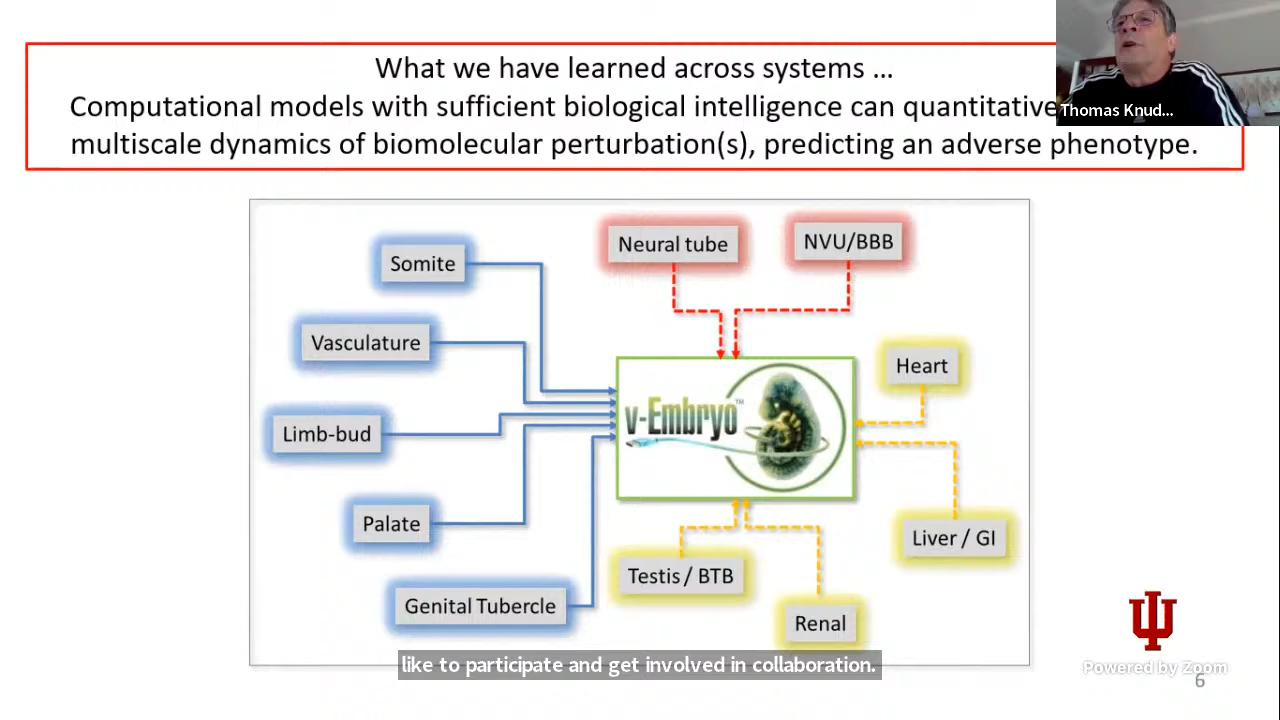 What we have learned across systems ...
Computational models with sufficient biological intelligence can
multiscale dynamics of biomolecular perturbation(s), predicting an adverse phenotype.
Thomas Knud...
Somite
Neural tube
NVU/BBB
Vasculature
Heart
Limb-bud
v-Embryo™
Palate
Liver / GI
Testis / BTB
Genital Tubercle
Renal
like to participate and get involved in collaboration.
Powered by Zoom
6